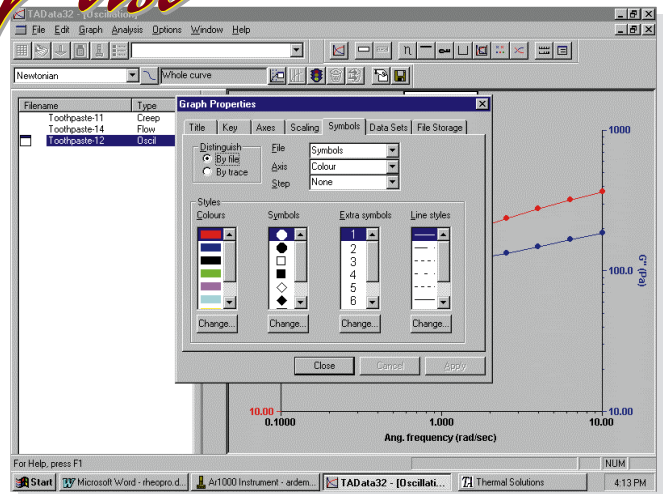 TAData32 - [Oscillation]
File Edit Graph Analysis Options Window Help
Newtonian Whole curve
Filename Type
Toothpaste-11 Creep
Toothpaste-14 Flow
Toothpaste-12 Oscil
Graph Properties
Title Key Axes Scaling Symbols Data Sets File Storage
Distinguish
By file
By trace
File Symbols
Axis Colour
Step None
Styles
Colours Symbols Extra symbols Line styles
1
2
3
4
5
6
Change... Change... Change... Change...
Close Cancel Apply
1000
100.0
G'' (Pa)
10.00 10.00
0.1000 1.000 10.00
Ang. frequency (rad/sec)
For Help, press F1 NUM
Start Microsoft Word - rheopro.d... Ar1000 Instrument - ardem... TAData32 - [Oscillati... Thermal Solutions 4:13 PM